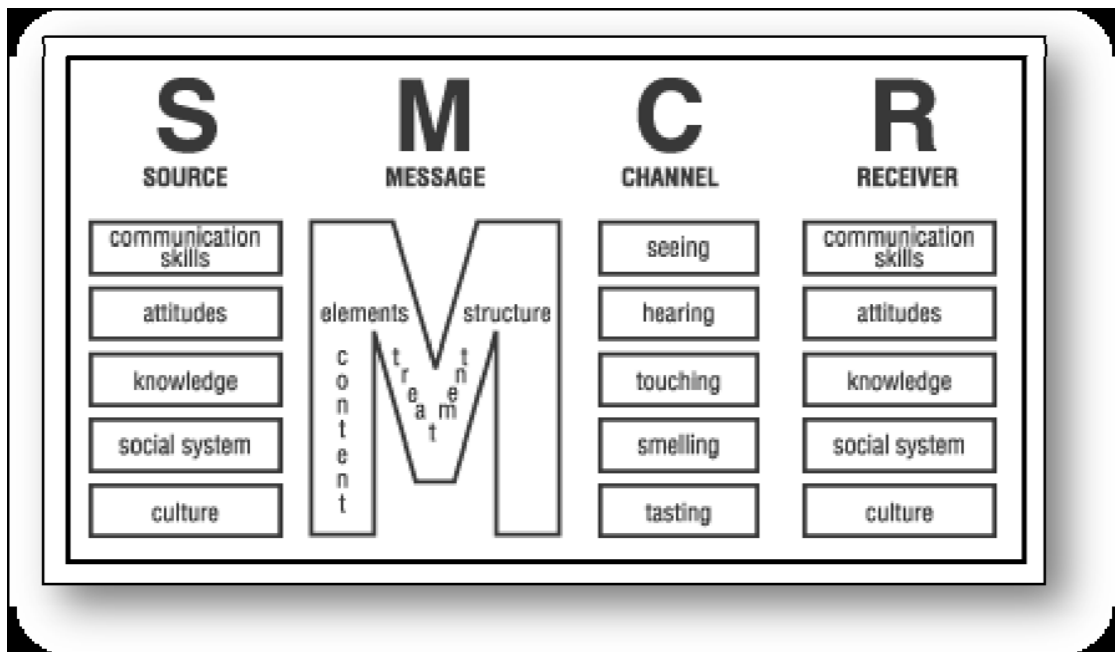 S M C R
SOURCE MESSAGE CHANNEL RECEIVER
communication
skills
attitudes
knowledge
social system
culture
elements structure
content
treatment
seeing
hearing
touching
smelling
tasting
communication
skills
attitudes
knowledge
social system
culture